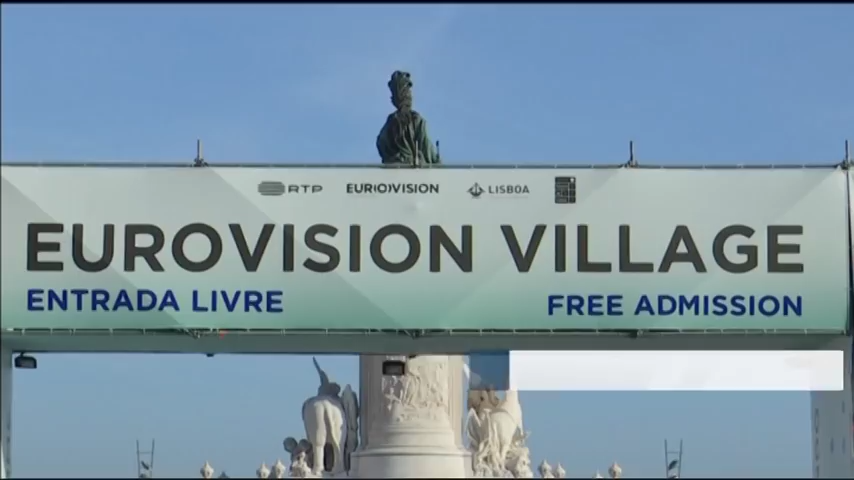 RTP EUROVISION LISBOA
EUROVISION VILLAGE
ENTRADA LIVRE FREE ADMISSION